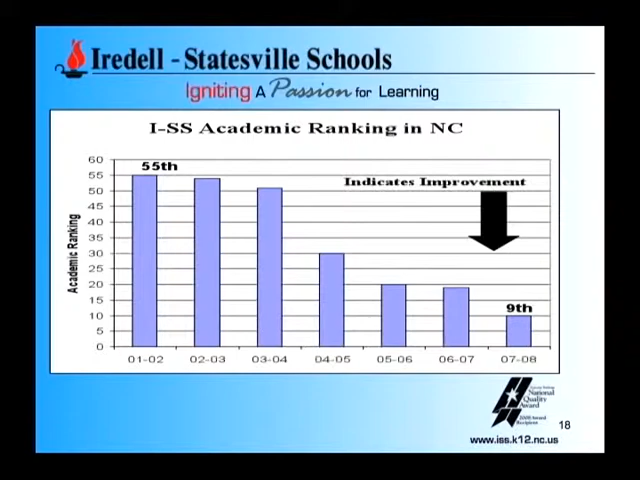 Iredell - Statesville Schools
Igniting A Passion for Learning
I-SS Academic Ranking in NC
60
55
50
45
40
35
30
25
20
15
10
5
0
Academic Ranking
55th
Indicates Improvement
9th
01-02 02-03 03-04 04-05 05-06 06-07 07-08
National
Quality
Award
18
www.iss.k12.nc.us